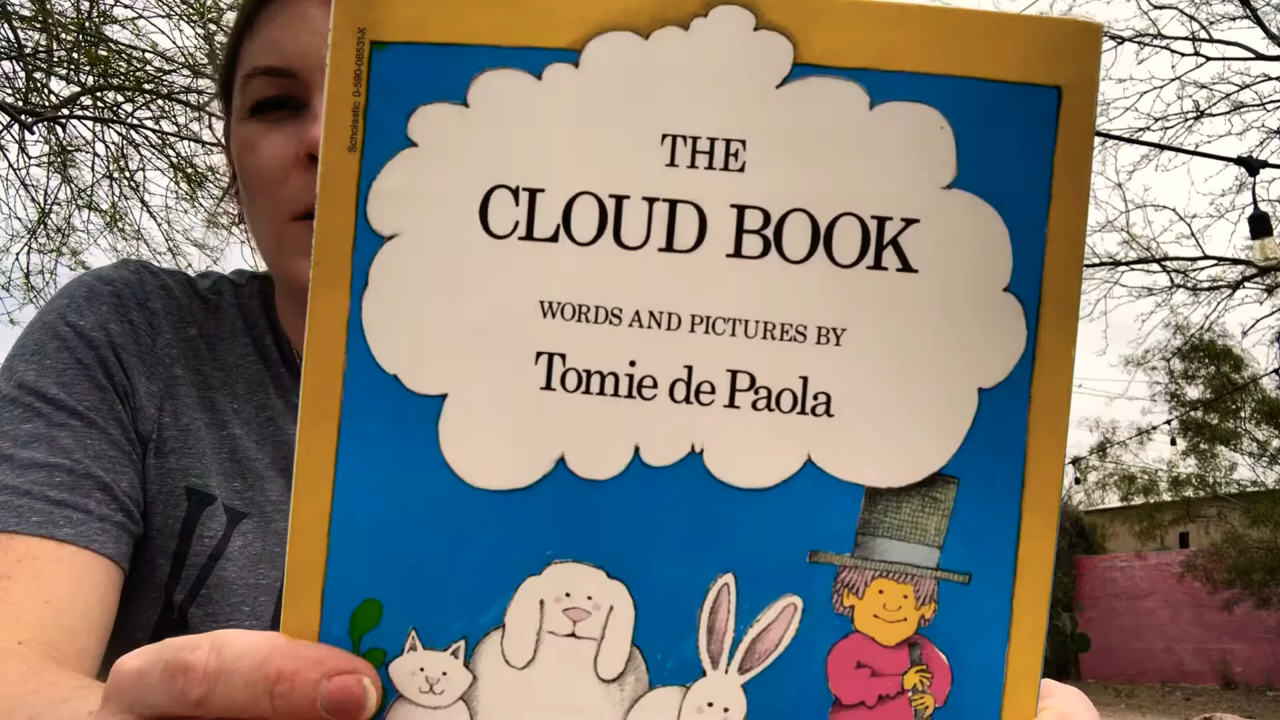 Scholastic 0-590-08531-X
THE
CLOUD BOOK
WORDS AND PICTURES BY
Tomie de Paola